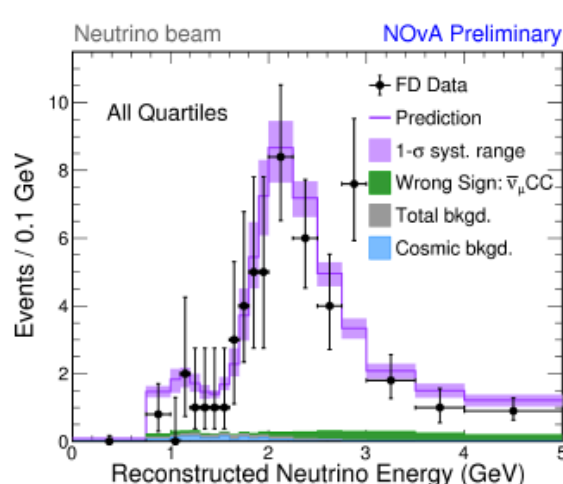 Neutrino beam NOvA Preliminary
All Quartiles
FD Data
Prediction
1-σ syst. range
Wrong Sign: ν̅μCC
Total bkgd.
Cosmic bkgd.
Events / 0.1 GeV
10
8
6
4
2
0
0 1 2 3 4 5
Reconstructed Neutrino Energy (GeV)